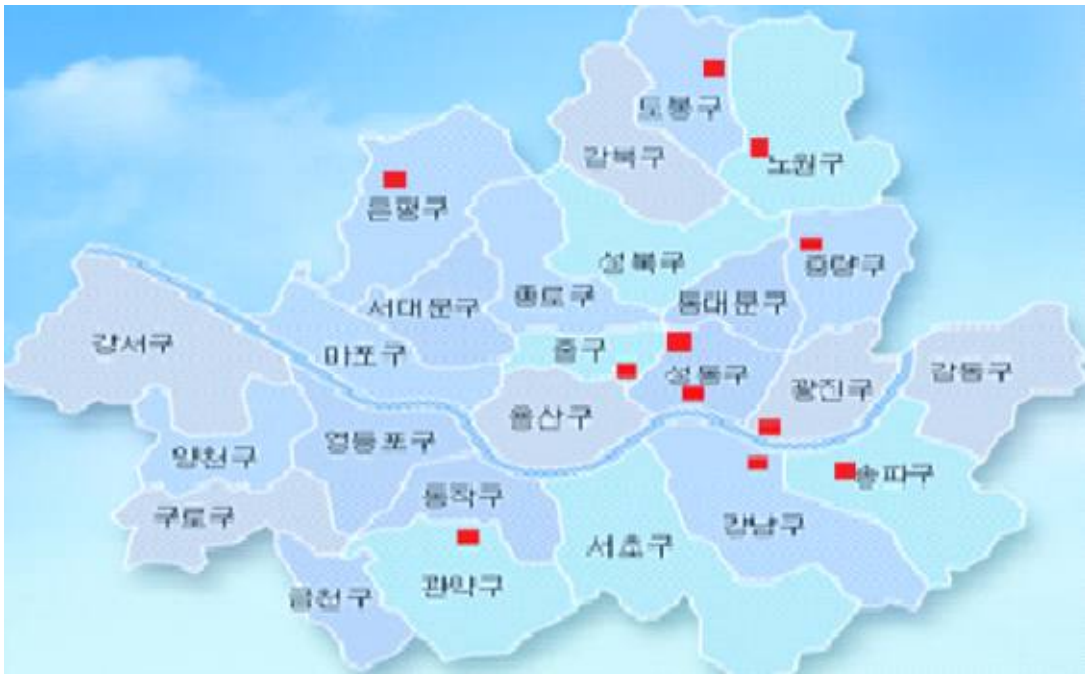 도봉구
강북구
노원구
은평구
성북구
중랑구
서대문구
종로구
동대문구
강서구
마포구
중구
성동구
광진구
강동구
용산구
양천구
영등포구
동작구
송파구
구로구
강남구
서초구
금천구
관악구